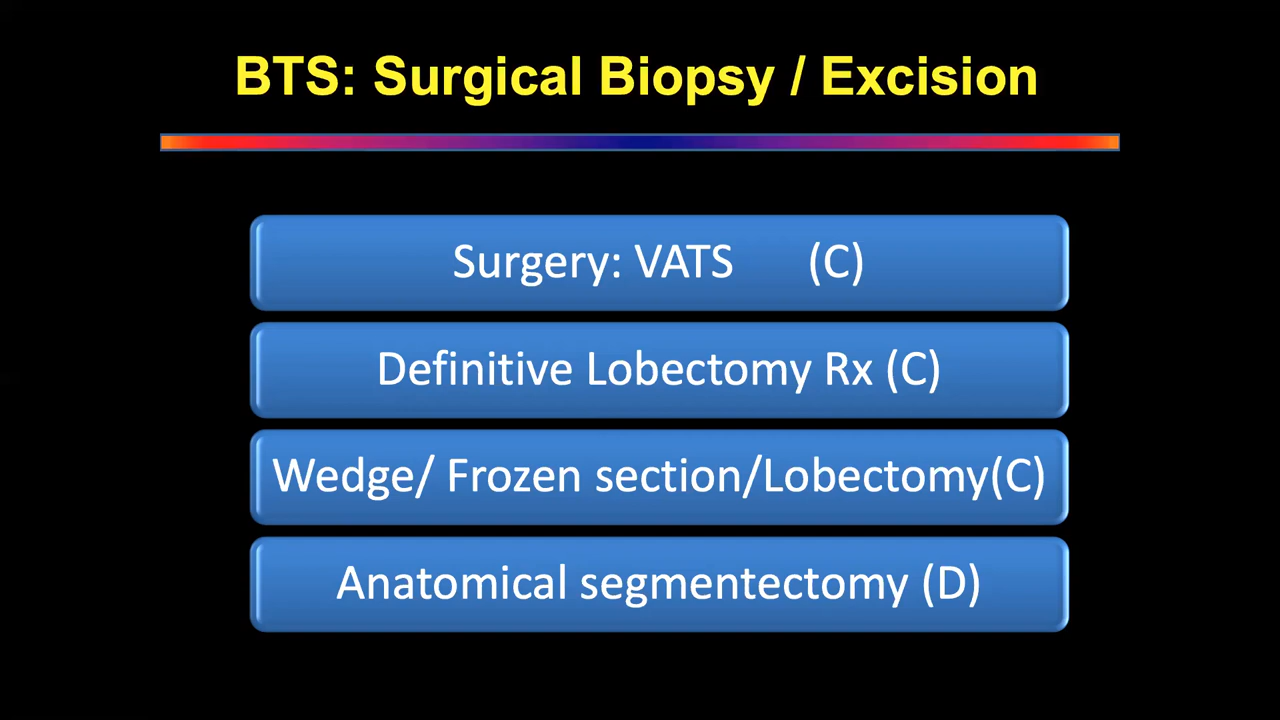 BTS: Surgical Biopsy / Excision
Surgery: VATS (C)
Definitive Lobectomy Rx (C)
Wedge/ Frozen section/Lobectomy(C)
Anatomical segmentectomy (D)